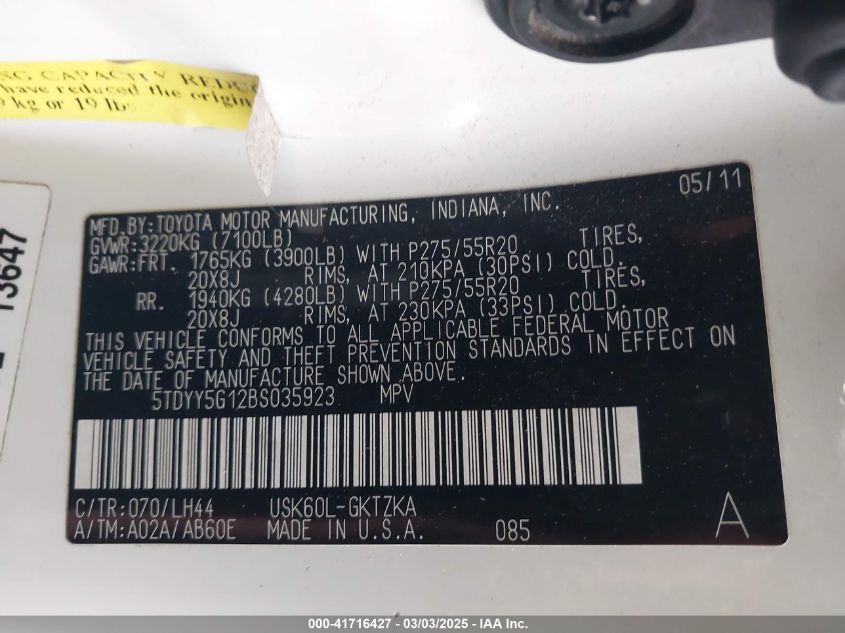 CAPACITY REDUC
have reduced the origin
kg or 19 lbs
13647
05/11
MFD.BY:TOYOTA MOTOR MANUFACTURING, INDIANA, INC.
GVWR:3220KG (7100LB)
GAWR:FRT. 1765KG (3900LB) WITH P275/55R20 TIRES,
20X8J RIMS, AT 210KPA (30PSI) COLD.
RR. 1940KG (4280LB) WITH P275/55R20 TIRES,
20X8J RIMS, AT 230KPA (33PSI) COLD.
THIS VEHICLE CONFORMS TO ALL APPLICABLE FEDERAL MOTOR
VEHICLE SAFETY AND THEFT PREVENTION STANDARDS IN EFFECT ON
THE DATE OF MANUFACTURE SHOWN ABOVE.
5TDYY5G12BS035923 MPV
C/TR:070/LH44 USK60L-GKTZKA
A/TM:A02A/AB60E MADE IN U.S.A. 085 A
000-41716427 - 03/03/2025 - IAA Inc.